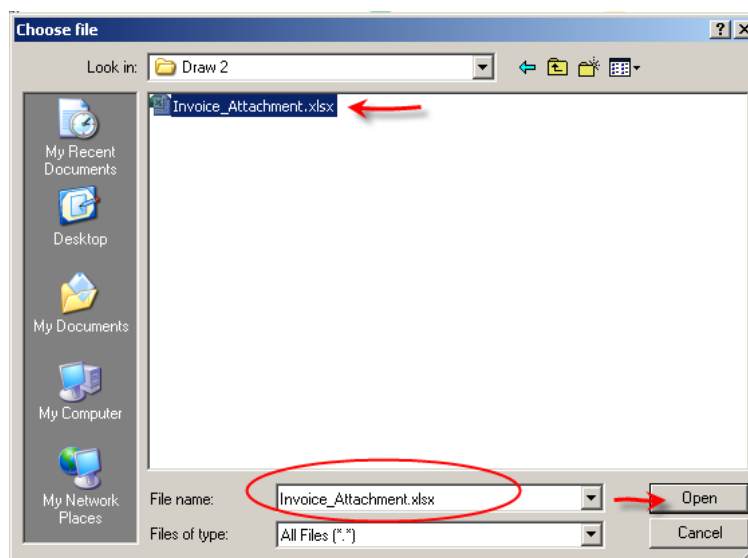 Choose file
Look in: Draw 2
Invoice_Attachment.xlsx
My Recent
Documents
Desktop
My Documents
My Computer
My Network
Places
File name: Invoice_Attachment.xlsx Open
Files of type: All Files (*.*) Cancel